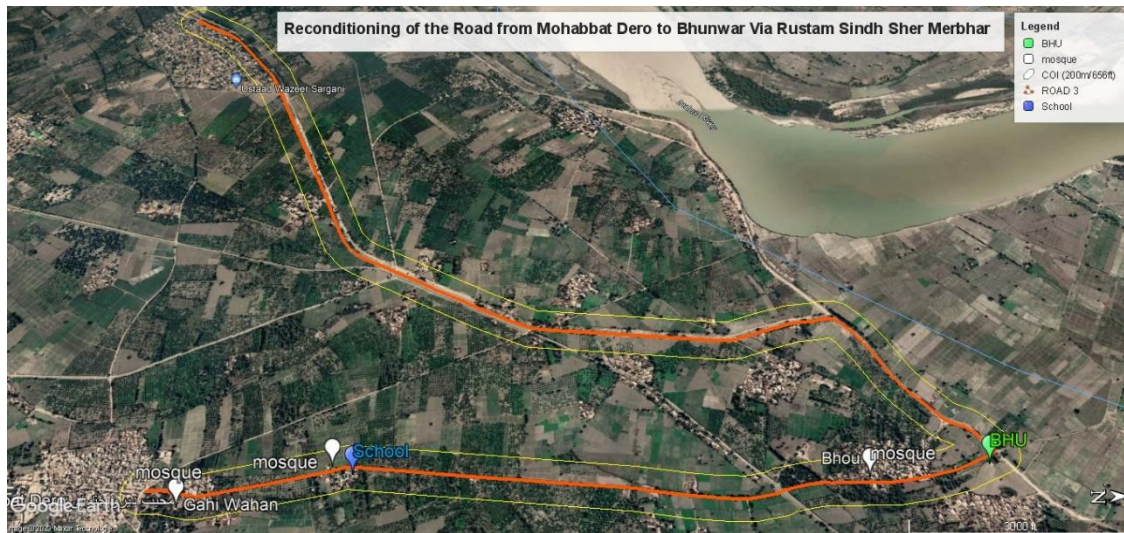 Reconditioning of the Road from Mohabbat Dero to Bhunwar Via Rustam Sindh Sher Merbhar
Legend
BHU
mosque
COI (200m/656ft)
ROAD 3
School
Ustaad Wazeer Sargani
mosque
School
Bhou
mosque
BHU
mosque
Gahi Wahan
Google Earth
N
3000 ft